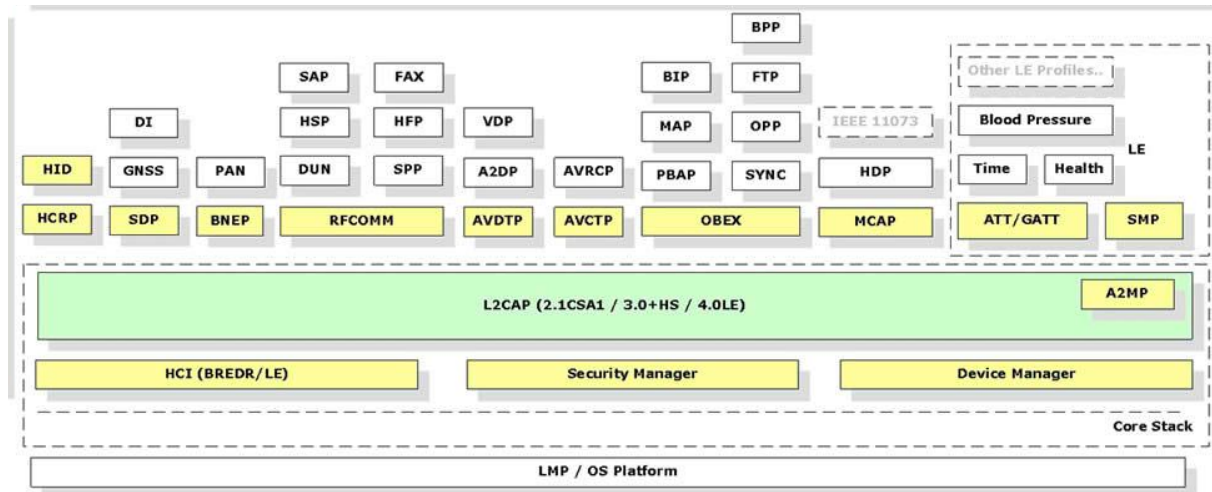 BPP
SAP FAX BIP FTP Other LE Profiles..
DI HSP HFP VDP MAP OPP IEEE 11073 Blood Pressure
LE
HID GNSS PAN DUN SPP A2DP AVRCP PBAP SYNC HDP Time Health
HCRP SDP BNEP RFCOMM AVDTP AVCTP OBEX MCAP ATT/GATT SMP
A2MP
L2CAP (2.1CSA1 / 3.0+HS / 4.0LE)
HCI (BREDR/LE) Security Manager Device Manager
Core Stack
LMP / OS Platform